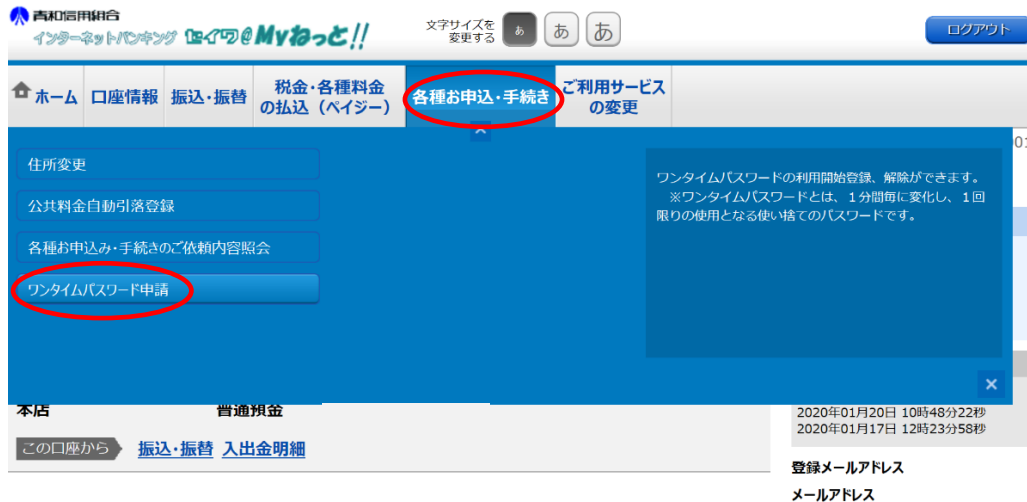 青和信用組合
インターネットバンキング セイワ@Myねっと!!
文字サイズを
変更する
あ
あ
あ
ログアウト
ホーム
口座情報
振込・振替
税金・各種料金
の払込（ペイジー）
各種お申込・手続き
ご利用サービス
の変更
住所変更
公共料金自動引落登録
各種お申込み・手続きのご依頼内容照会
ワンタイムパスワード申請
ワンタイムパスワードの利用開始登録、解除ができます。
※ワンタイムパスワードとは、１分間毎に変化し、１回
限りの使用となる使い捨てのパスワードです。
本店 普通預金
この口座から 振込・振替 入出金明細
2020年01月20日 10時48分22秒
2020年01月17日 12時23分58秒
登録メールアドレス
メールアドレス